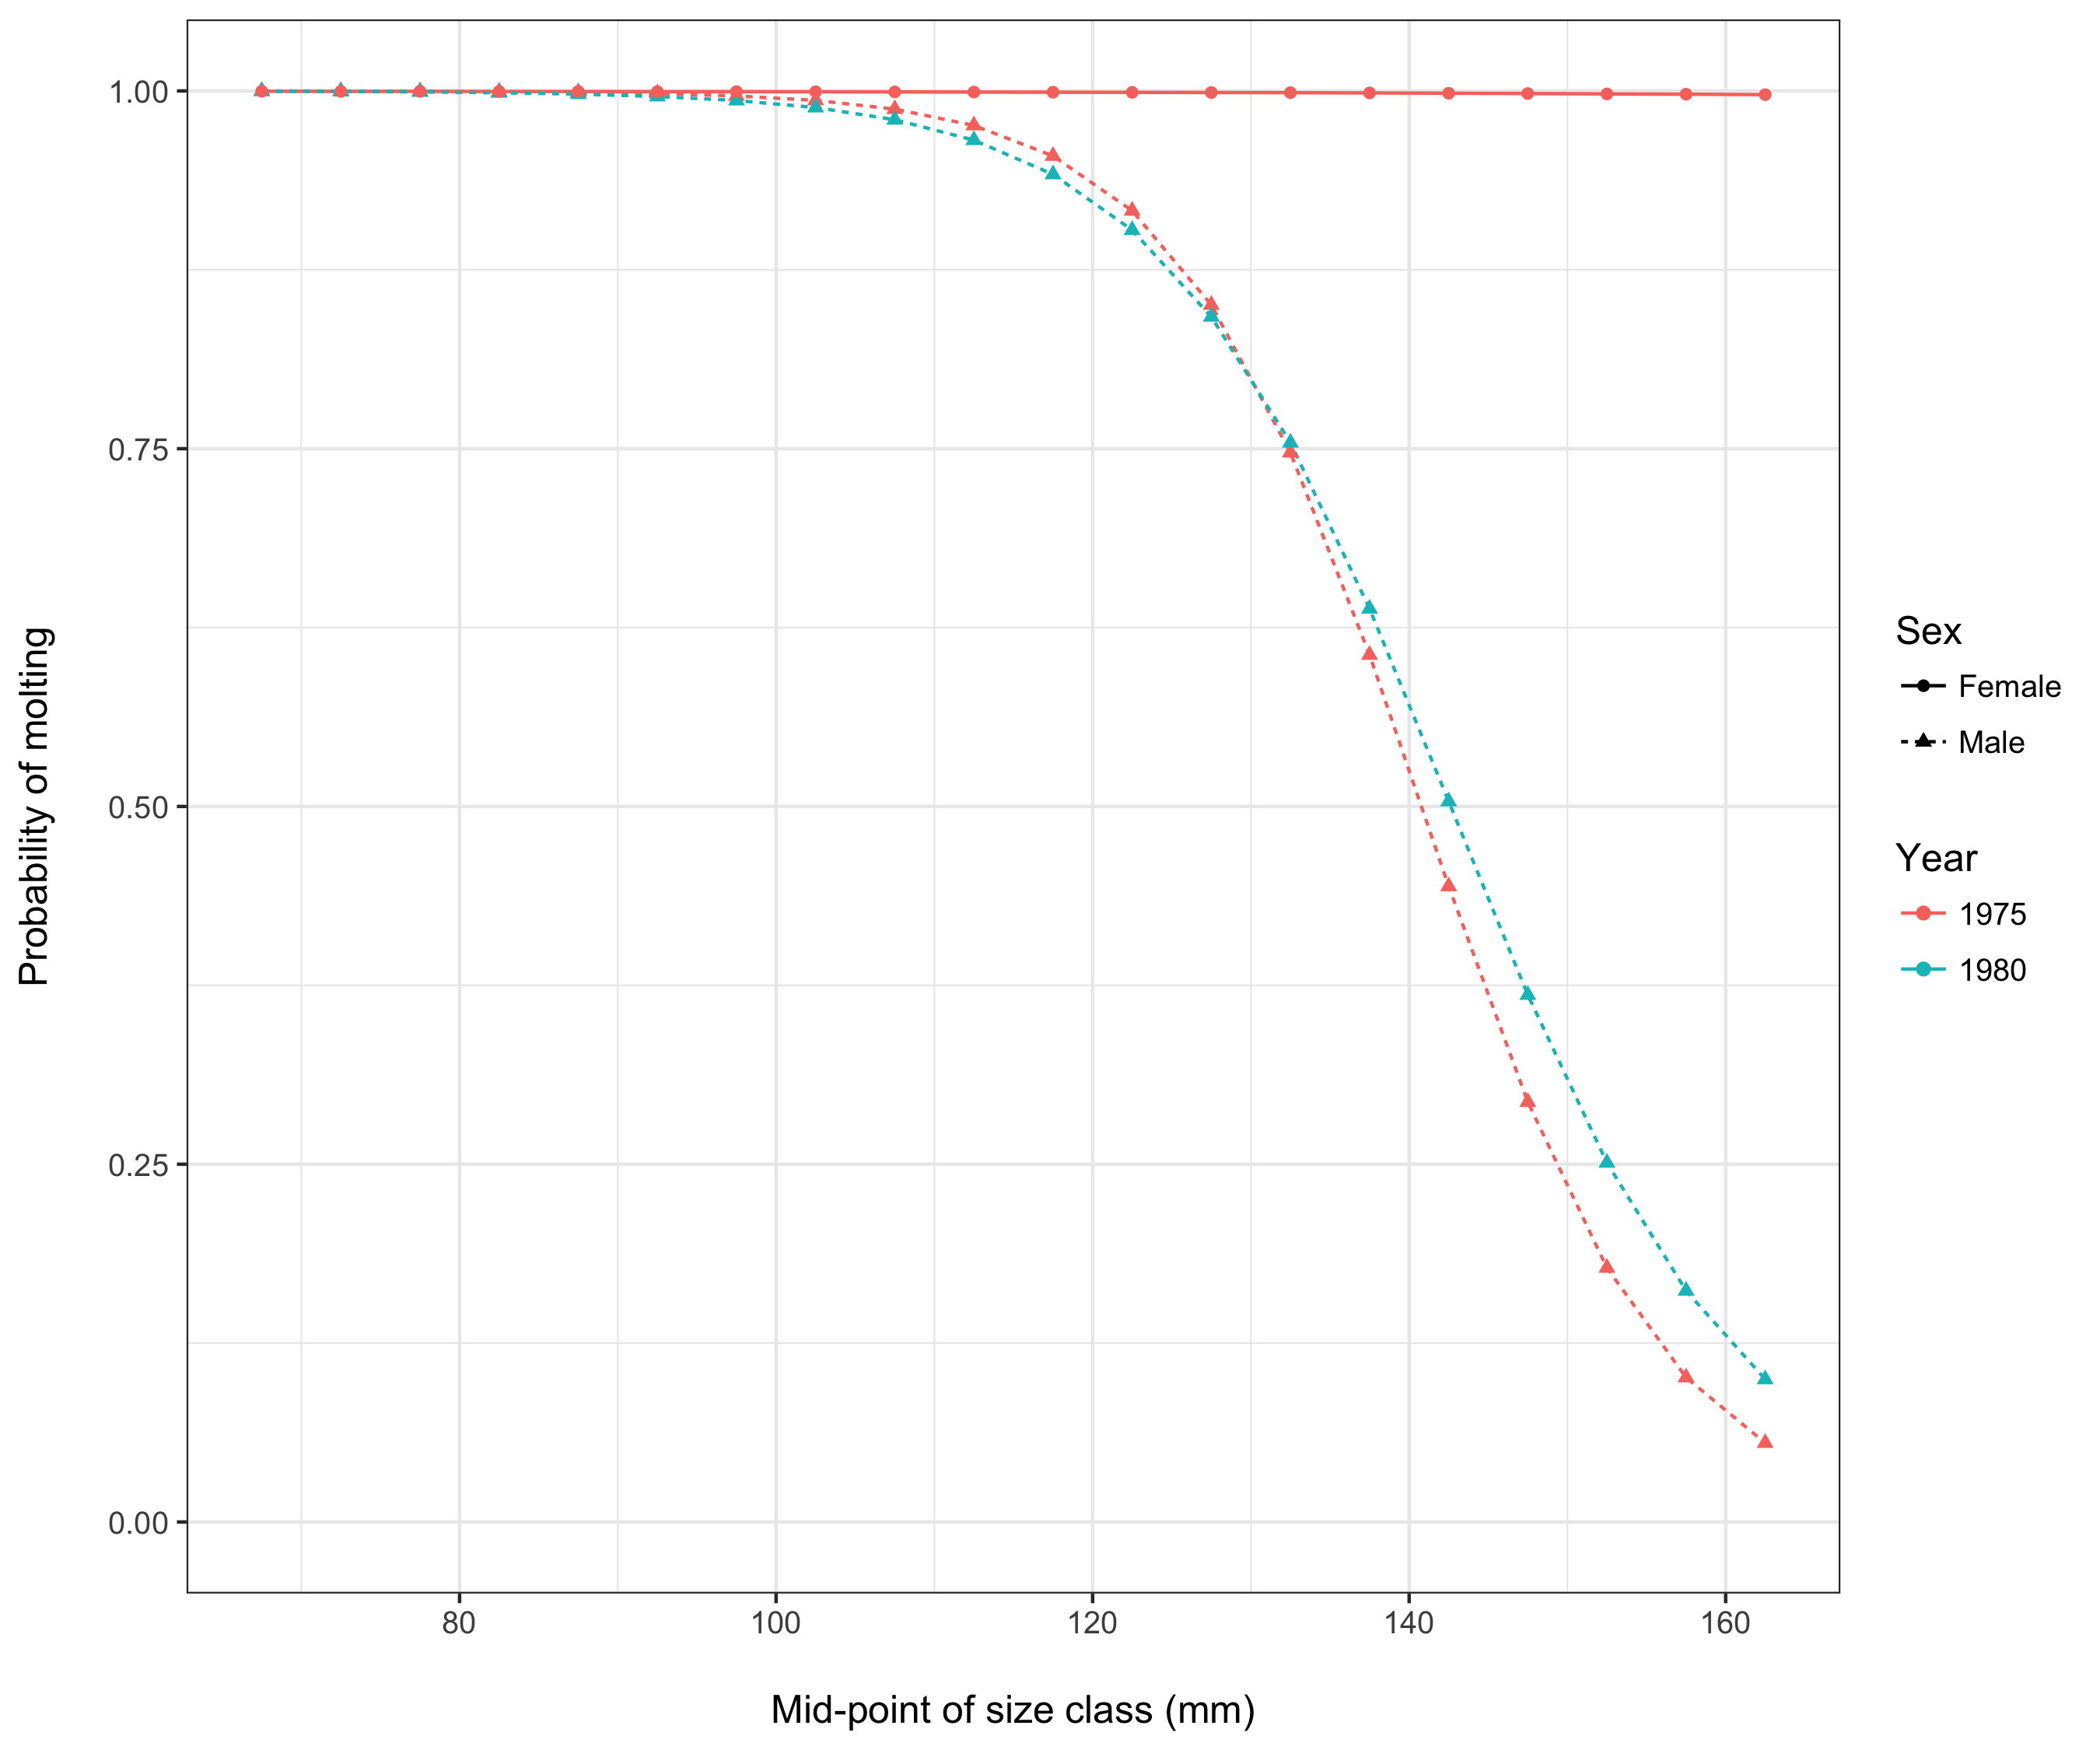 Probability of molting
1.00
0.75
0.50
0.25
0.00
80 100 120 140 160
Mid-point of size class (mm)
Sex
Female
Male
Year
1975
1980